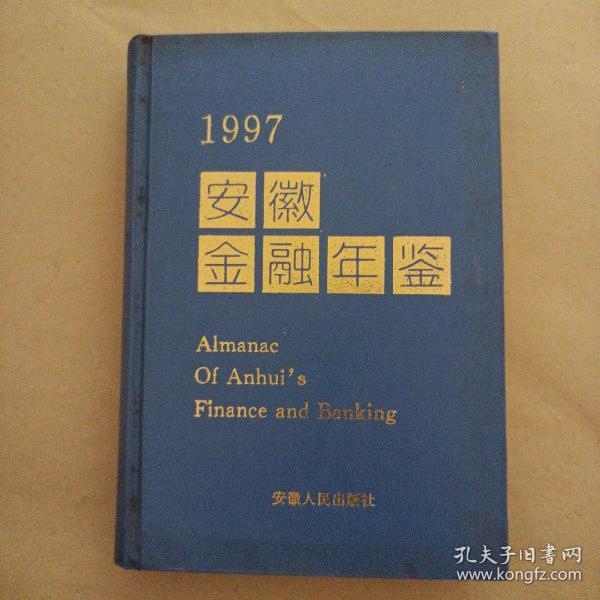 1997
安徽
金融年鉴
Almanac
Of Anhui's
Finance and Banking
安徽人民出版社
孔夫子旧書网
www.kongfz.com